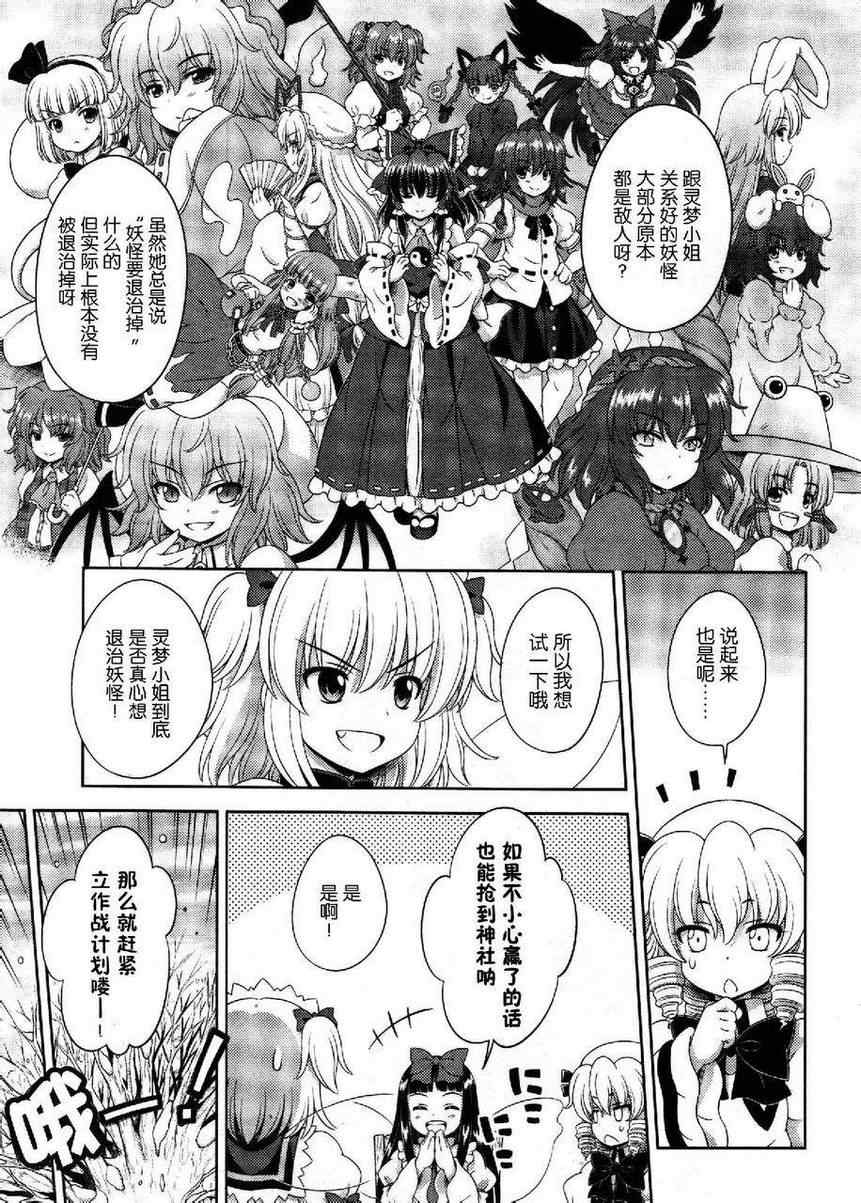 跟灵梦小姐
关系好的妖怪
大部分原本
都是敌人呀？
虽然她总是说
“妖怪要退治掉”
什么的
但实际上根本没有
被退治掉呀
说起来
也是呢……
所以我想
试一下哦
灵梦小姐到底
是否真心想
退治妖怪！
如果不小心赢了的话
也能抢到神社呐
是
是啊！
那么就赶紧
立作战计划喽—！
哦—！